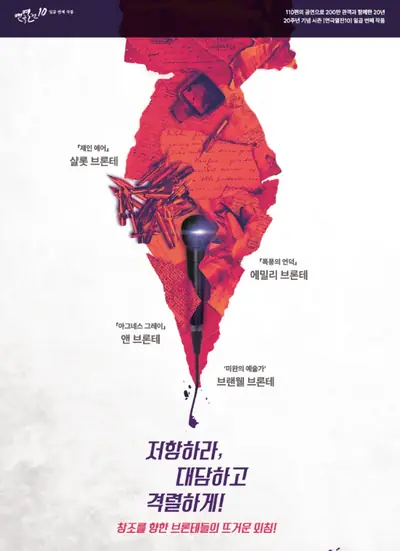 연극열전10 일곱 번째 작품
110편의 공연으로 200만 관객과 함께한 20년
20주년 기념 시즌 [연극열전10] 일곱 번째 작품
『제인 에어』
샬롯 브론테
『폭풍의 언덕』
에밀리 브론테
『아그네스 그레이』
앤 브론테
'미완의 예술가'
브랜웰 브론테
저항하라,
대담하고
격렬하게!
창조를 향한 브론테들의 뜨거운 외침!